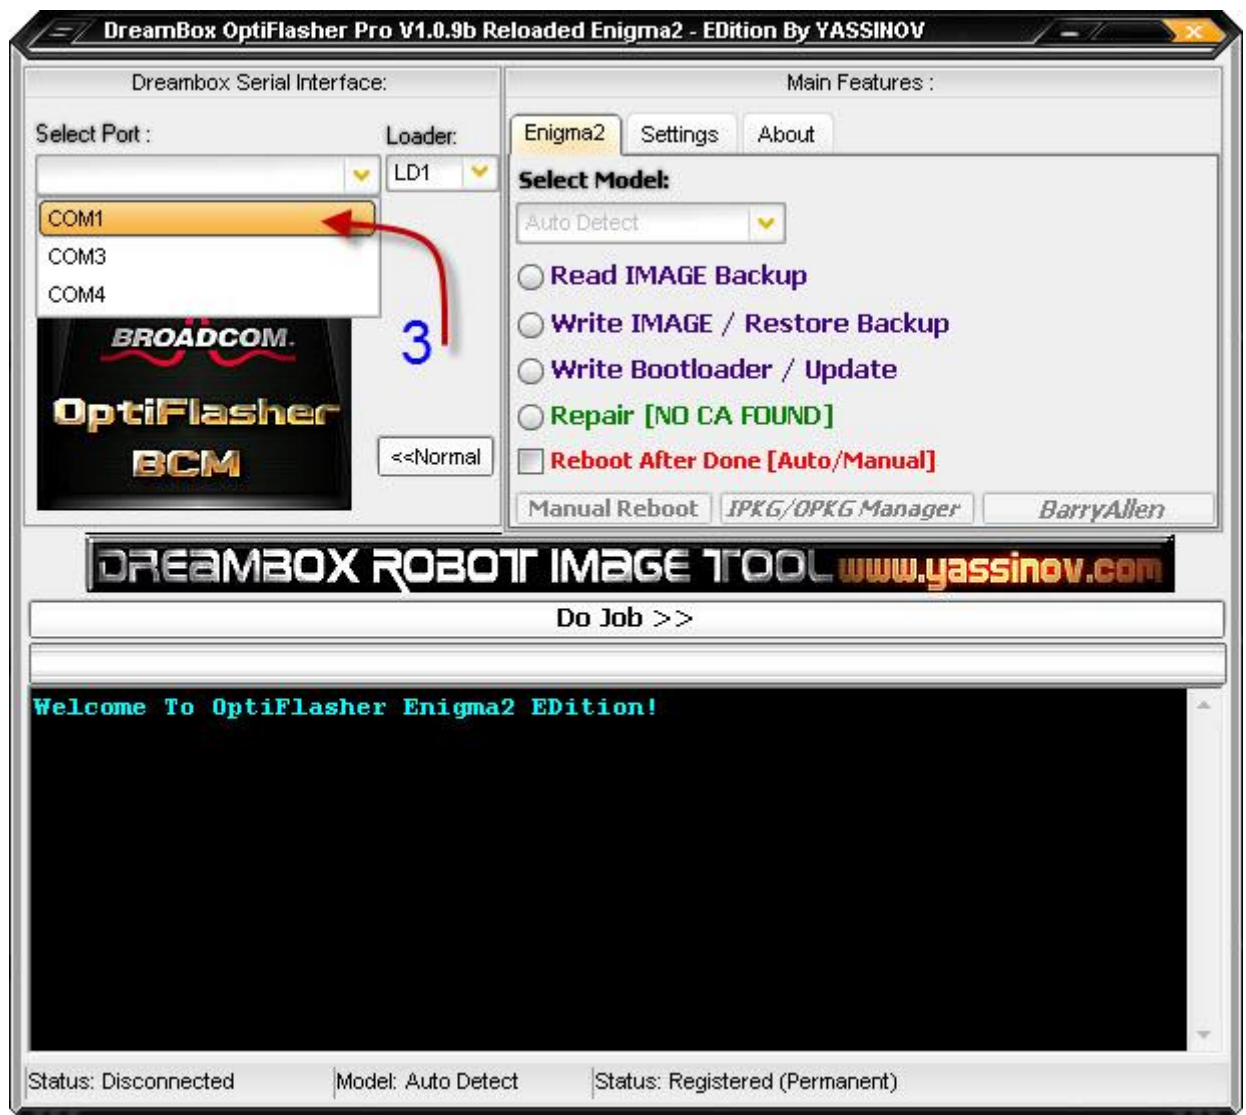 DreamBox OptiFlasher Pro V1.0.9b Reloaded Enigma2 - EDition By YASSINOV
Dreambox Serial Interface:
Main Features :
Select Port :
Loader:
LD1
COM1
COM3
COM4
3
BROADCOM.
OptiFlasher
BCM
<<Normal
Enigma2
Settings
About
Select Model:
Auto Detect
Read IMAGE Backup
Write IMAGE / Restore Backup
Write Bootloader / Update
Repair [NO CA FOUND]
Reboot After Done [Auto/Manual]
Manual Reboot
IPKG/OPKG Manager
BarryAllen
DREAMBOX ROBOT IMAGE TOOL www.yassinov.com
Do Job >>
Welcome To OptiFlasher Enigma2 EDition!
Status: Disconnected
Model: Auto Detect
Status: Registered (Permanent)